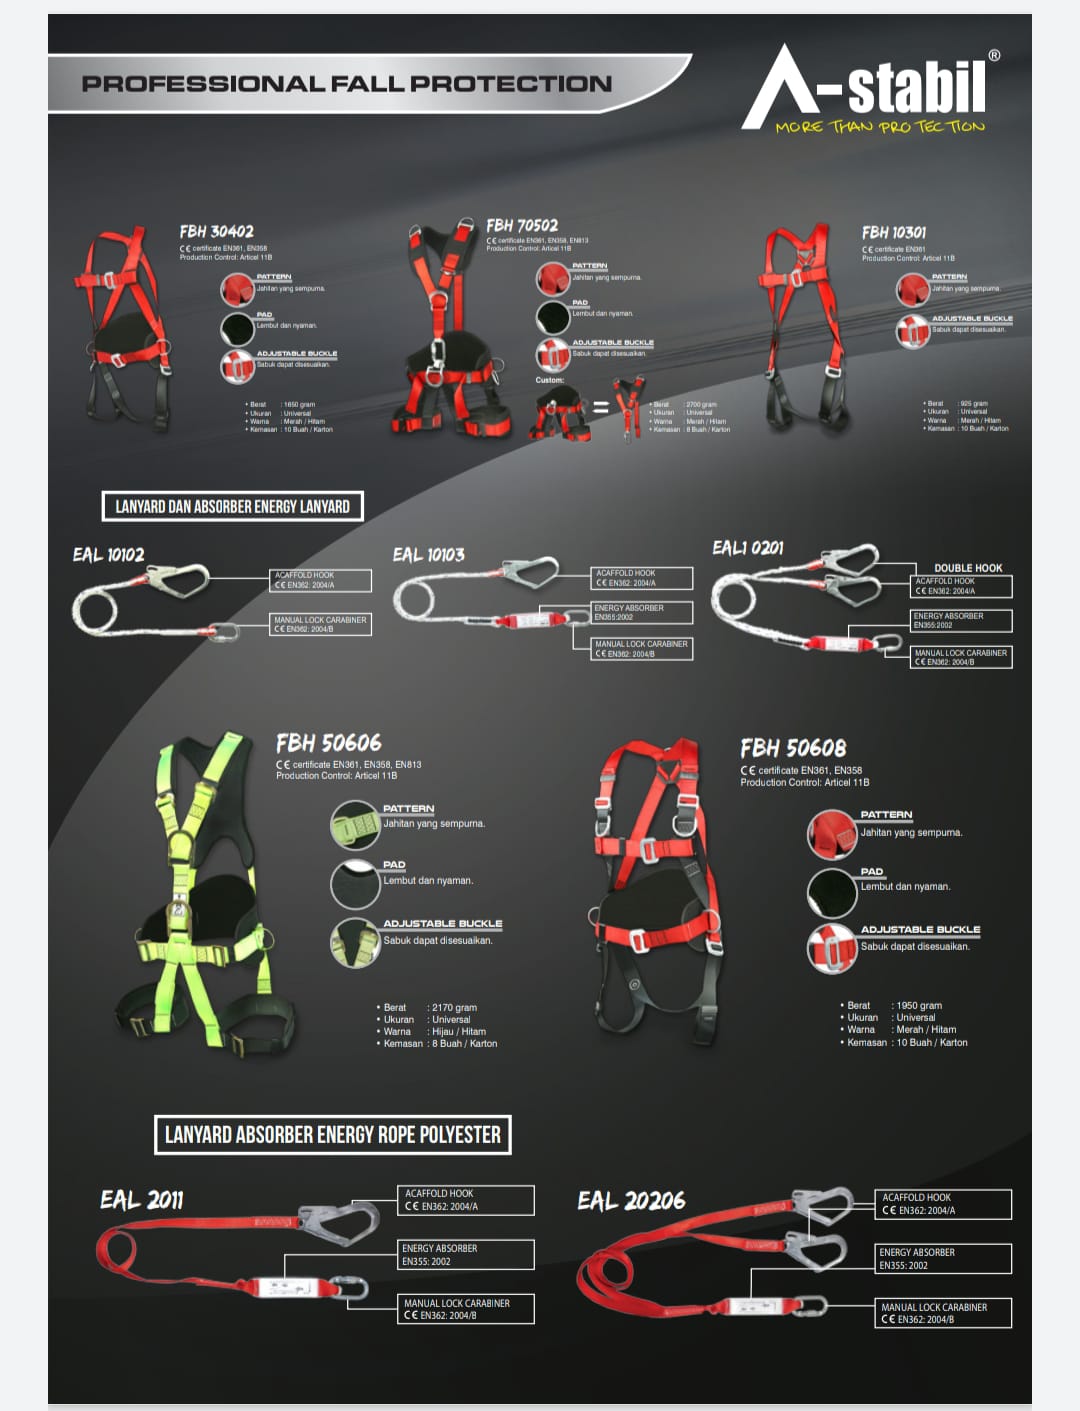 PROFESSIONAL FALL PROTECTION
A-stabil®
MORE THAN PROTECTION
FBH 30402
CE certificate EN361, EN358
Production Control: Articel 11B
PATTERN
Jahitan yang sempurna.
PAD
Lembut dan nyaman.
ADJUSTABLE BUCKLE
Sabuk dapat disesuaikan.
• Berat : 1650 gram
• Ukuran : Universal
• Warna : Merah / Hitam
• Kemasan : 10 Buah / Karton
FBH 70502
CE certificate EN361, EN358, EN813
Production Control: Articel 11B
PATTERN
Jahitan yang sempurna.
PAD
Lembut dan nyaman.
ADJUSTABLE BUCKLE
Sabuk dapat disesuaikan.
Custom:
=
• Berat : 2700 gram
• Ukuran : Universal
• Warna : Merah / Hitam
• Kemasan : 8 Buah / Karton
FBH 10301
CE certificate EN361
Production Control: Articel 11B
PATTERN
Jahitan yang sempurna.
ADJUSTABLE BUCKLE
Sabuk dapat disesuaikan.
• Berat : 925 gram
• Ukuran : Universal
• Warna : Merah / Hitam
• Kemasan : 10 Buah / Karton
LANYARD DAN ABSORBER ENERGY LANYARD
EAL 10102
ACAFFOLD HOOK
CE EN362: 2004/A
MANUAL LOCK CARABINER
CE EN362: 2004/B
EAL 10103
ACAFFOLD HOOK
CE EN362: 2004/A
ENERGY ABSORBER
EN355:2002
MANUAL LOCK CARABINER
CE EN362: 2004/B
EAL1 0201
DOUBLE HOOK
ACAFFOLD HOOK
CE EN362: 2004/A
ENERGY ABSORBER
EN355:2002
MANUAL LOCK CARABINER
CE EN362: 2004/B
FBH 50606
CE certificate EN361, EN358, EN813
Production Control: Articel 11B
PATTERN
Jahitan yang sempurna.
PAD
Lembut dan nyaman.
ADJUSTABLE BUCKLE
Sabuk dapat disesuaikan.
• Berat : 2170 gram
• Ukuran : Universal
• Warna : Hijau / Hitam
• Kemasan : 8 Buah / Karton
FBH 50608
CE certificate EN361, EN358
Production Control: Articel 11B
PATTERN
Jahitan yang sempurna.
PAD
Lembut dan nyaman.
ADJUSTABLE BUCKLE
Sabuk dapat disesuaikan.
• Berat : 1950 gram
• Ukuran : Universal
• Warna : Merah / Hitam
• Kemasan : 10 Buah / Karton
LANYARD ABSORBER ENERGY ROPE POLYESTER
EAL 2011
ACAFFOLD HOOK
CE EN362: 2004/A
ENERGY ABSORBER
EN355: 2002
MANUAL LOCK CARABINER
CE EN362: 2004/B
EAL 20206
ACAFFOLD HOOK
CE EN362: 2004/A
ENERGY ABSORBER
EN355: 2002
MANUAL LOCK CARABINER
CE EN362: 2004/B